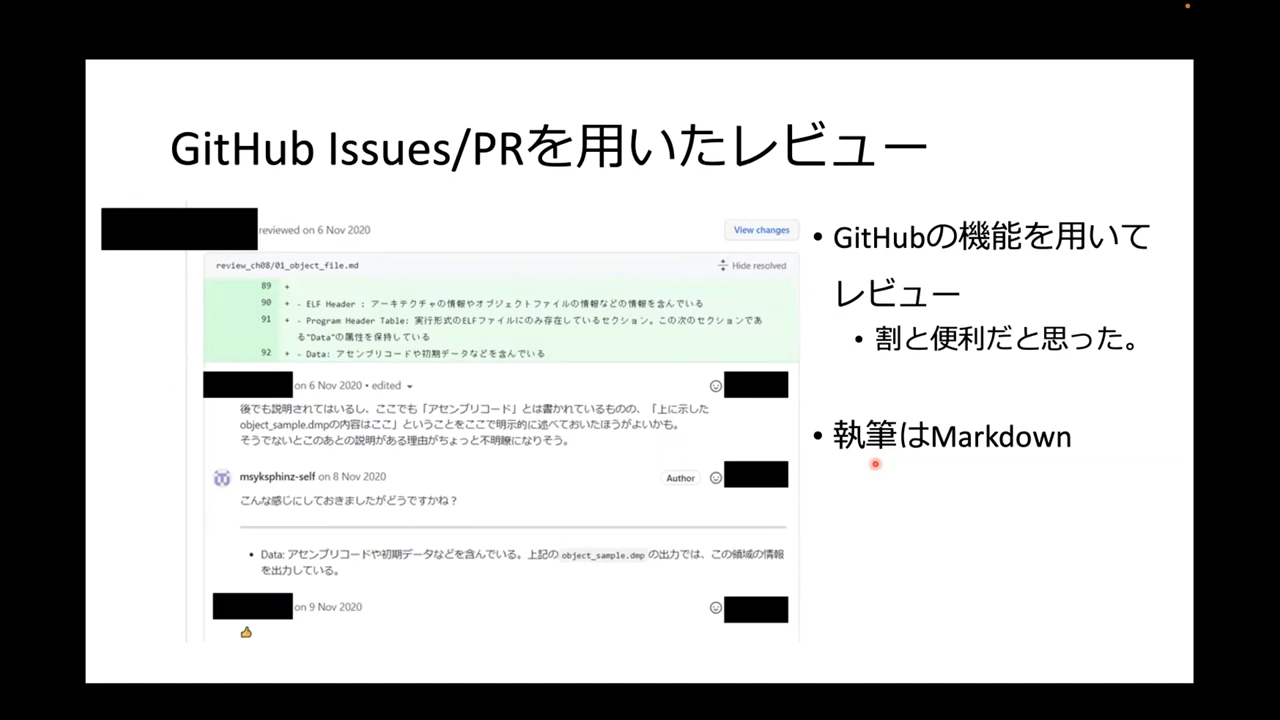 GitHub Issues/PRを用いたレビュー
reviewed on 6 Nov 2020
View changes
review_ch08/01_object_file.md
Hide resolved
89 +
90 + - ELF Header : アーキテクチャの情報やオブジェクトファイルの情報などの情報を含んでいる
91 + - Program Header Table: 実行形式のELFファイルにのみ存在しているセクション。この次のセクションであ
る"Data"の属性を保持している
92 + - Data: アセンブリコードや初期データなどを含んでいる
on 6 Nov 2020 • edited
後でも説明されてはいるし、ここでも「アセンブリコード」とは書かれているものの、「上に示した
object_sample.dmpの内容はここ」ということをここで明示的に述べておいたほうがよいかも。
そうでないとこのあとの説明がある理由がちょっと不明瞭になりそう。
msyksphinz-self on 8 Nov 2020
Author
こんな感じにしておきましたがどうですかね？
• Data: アセンブリコードや初期データなどを含んでいる。上記の object_sample.dmp の出力では、この領域の情報
を出力している。
on 9 Nov 2020
👍
• GitHubの機能を用いて
レビュー
• 割と便利だと思った。
• 執筆はMarkdown